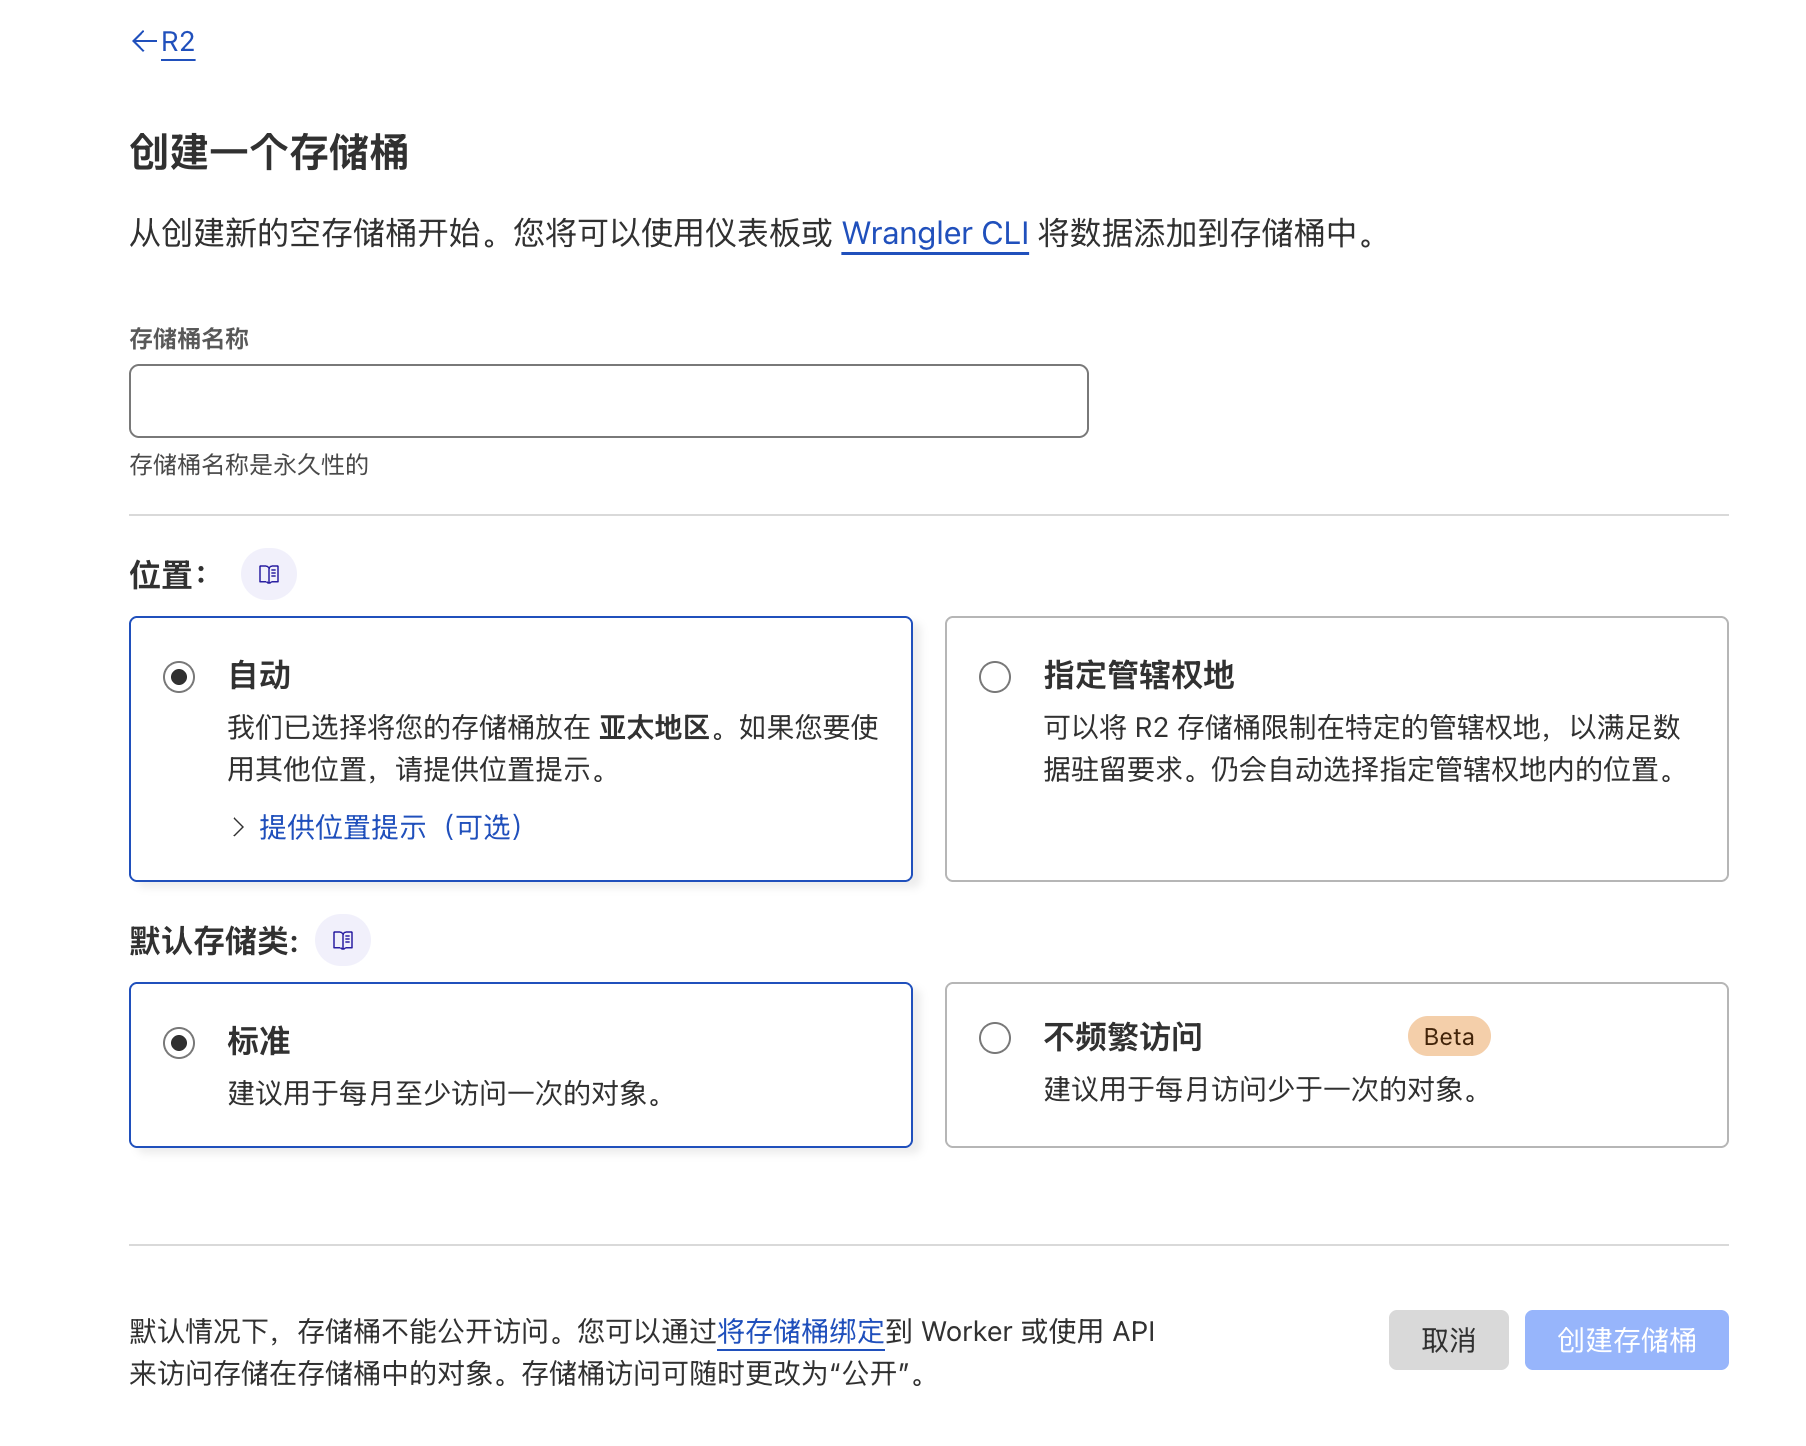 R2
创建一个存储桶
从创建新的空存储桶开始。您将可以使用仪表板或 Wrangler CLI 将数据添加到存储桶中。
存储桶名称
存储桶名称是永久性的
位置：
自动
我们已选择将您的存储桶放在 亚太地区。如果您要使
用其他位置，请提供位置提示。
提供位置提示（可选）
指定管辖权地
可以将 R2 存储桶限制在特定的管辖权地，以满足数
据驻留要求。仍会自动选择指定管辖权地内的位置。
默认存储类:
标准
建议用于每月至少访问一次的对象。
不频繁访问
Beta
建议用于每月访问少于一次的对象。
默认情况下，存储桶不能公开访问。您可以通过将存储桶绑定到 Worker 或使用 API
来访问存储在存储桶中的对象。存储桶访问可随时更改为“公开”。
取消
创建存储桶